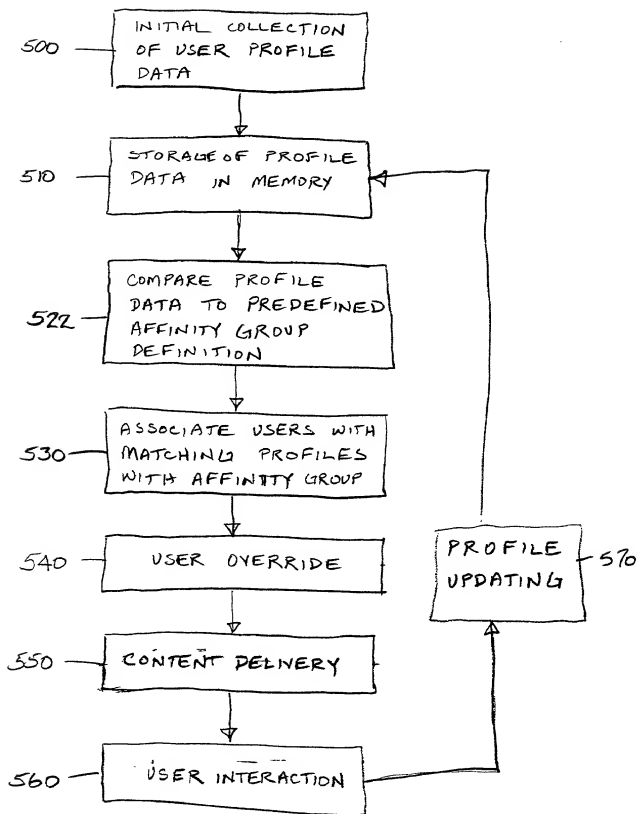 500
INITIAL COLLECTION
OF USER PROFILE
DATA
510
STORAGE OF PROFILE
DATA IN MEMORY
522
COMPARE PROFILE
DATA TO PREDEFINED
AFFINITY GROUP
DEFINITION
530
ASSOCIATE USERS WITH
MATCHING PROFILES
WITH AFFINITY GROUP
540
USER OVERRIDE
550
CONTENT DELIVERY
560
USER INTERACTION
PROFILE
UPDATING
570